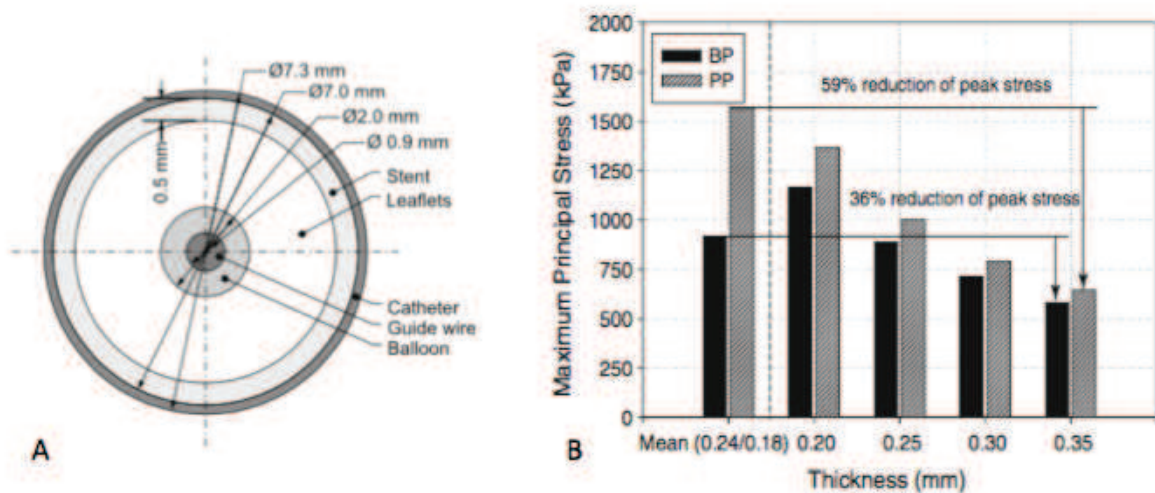 Ø7.3 mm
Ø7.0 mm
Ø2.0 mm
Ø 0.9 mm
0.5 mm
Stent
Leaflets
Catheter
Guide wire
Balloon
A
Maximum Principal Stress (kPa)
2000
1750
1500
1250
1000
750
500
250
0
BP
PP
59% reduction of peak stress
36% reduction of peak stress
Mean (0.24/0.18) 0.20 0.25 0.30 0.35
Thickness (mm)
B